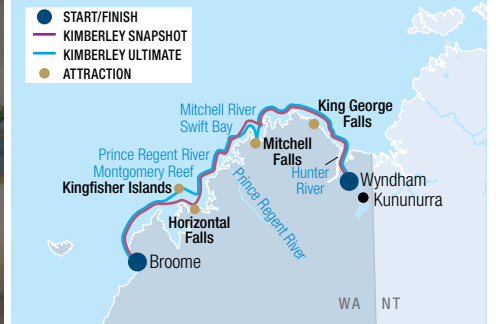 START/FINISH
KIMBERLEY SNAPSHOT
KIMBERLEY ULTIMATE
ATTRACTION
King George
Falls
Mitchell River
Swift Bay
Mitchell
Falls
Prince Regent River
Montgomery Reef
Kingfisher Islands
Hunter
River
Wyndham
Kununurra
Prince Regent River
Horizontal
Falls
Broome
WA NT